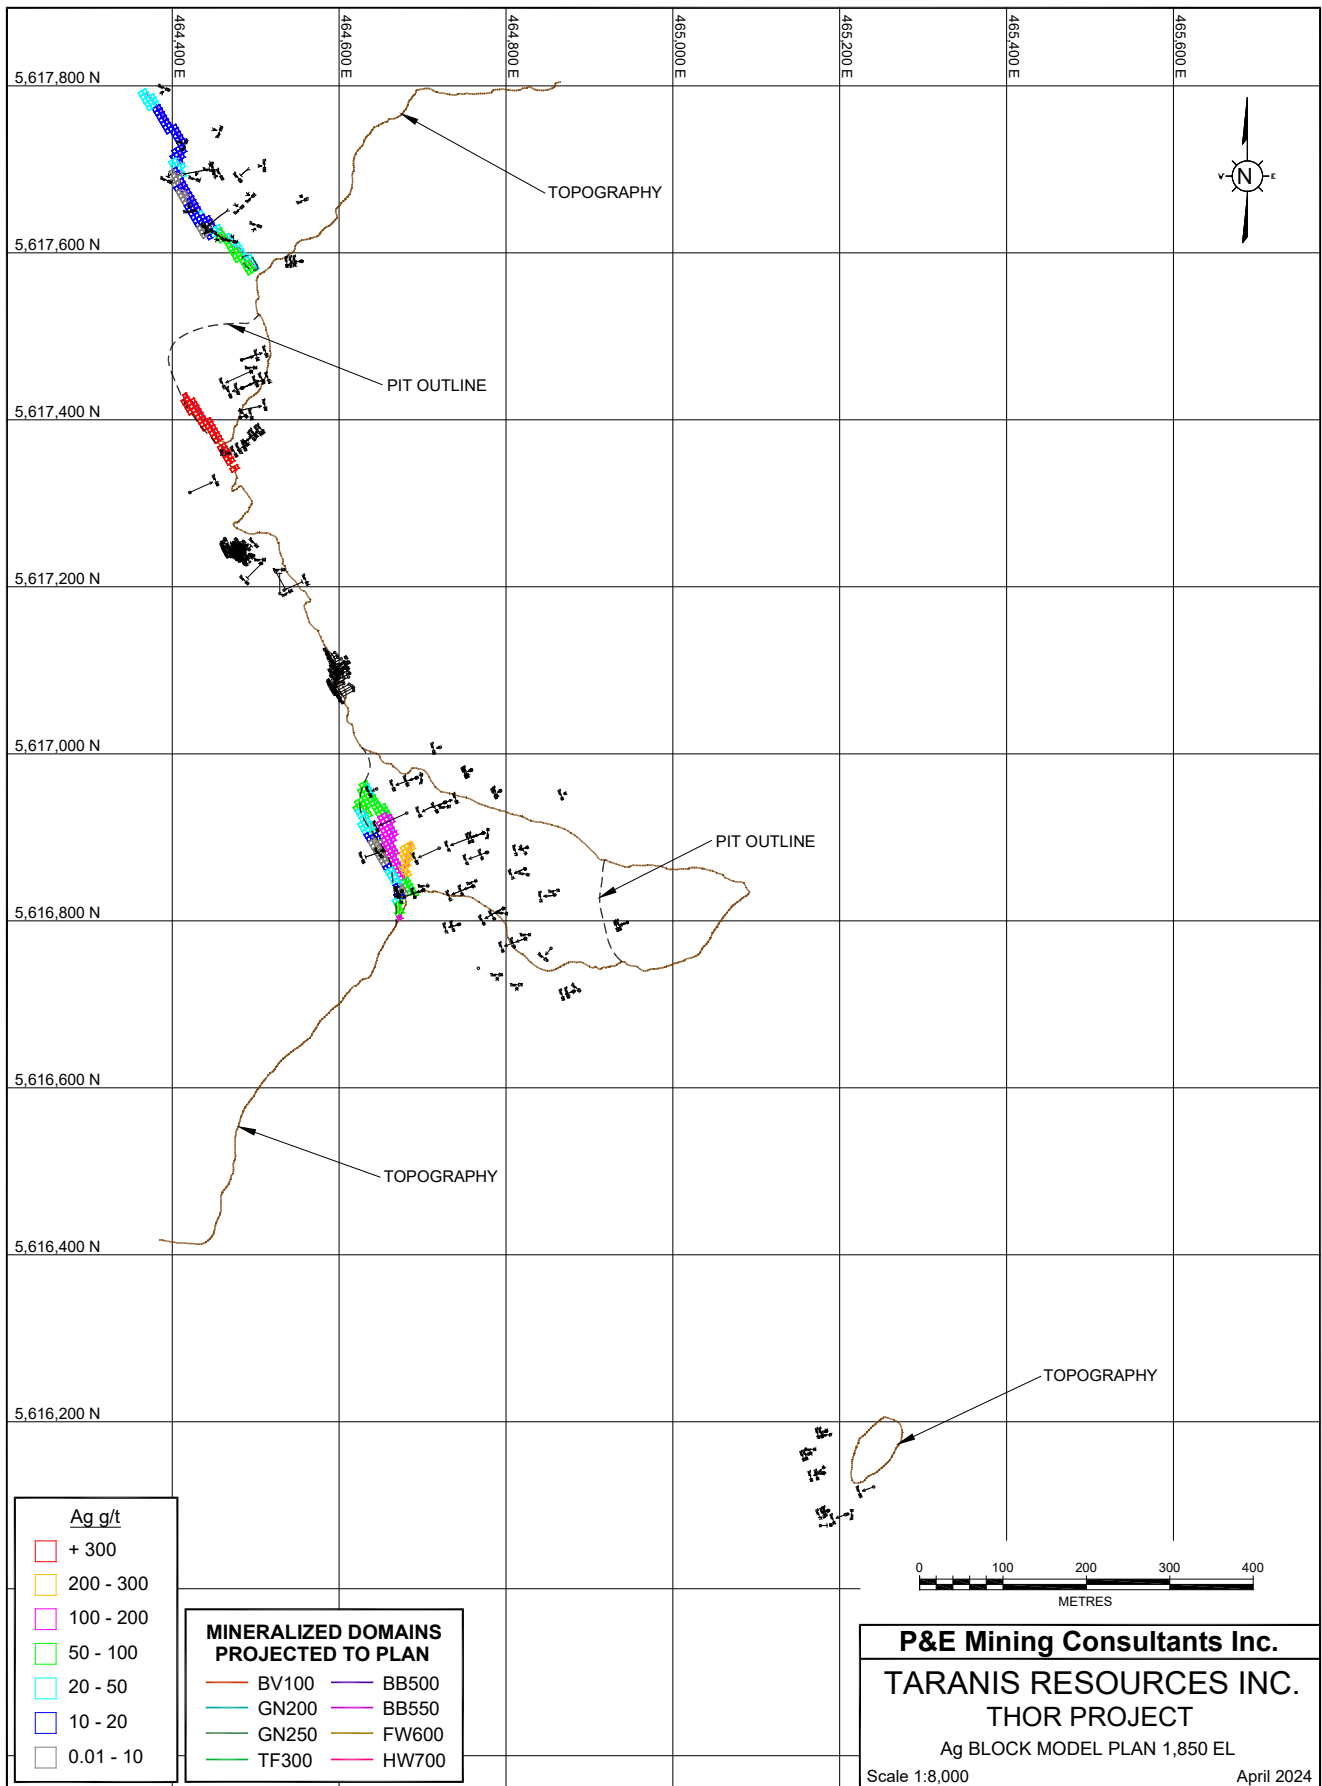 464,400 E
464,600 E
464,800 E
465,000 E
465,200 E
465,400 E
465,600 E
5,617,800 N
N
E
TOPOGRAPHY
5,617,600 N
PIT OUTLINE
5,617,400 N
5,617,200 N
5,617,000 N
PIT OUTLINE
5,616,800 N
5,616,600 N
TOPOGRAPHY
5,616,400 N
TOPOGRAPHY
5,616,200 N
Ag g/t
+ 300
200 - 300
100 - 200
50 - 100
20 - 50
10 - 20
0.01 - 10
MINERALIZED DOMAINS
PROJECTED TO PLAN
BV100 BB500
GN200 BB550
GN250 FW600
TF300 HW700
0 100 200 300 400
METRES
P&E Mining Consultants Inc.
TARANIS RESOURCES INC.
THOR PROJECT
Ag BLOCK MODEL PLAN 1,850 EL
Scale 1:8,000 April 2024